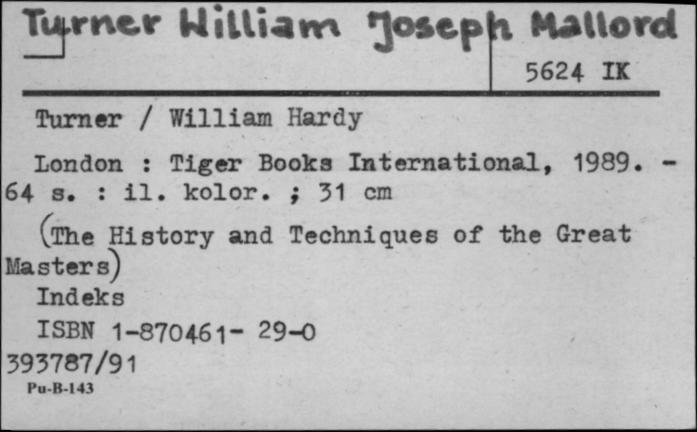 Turner William Joseph Mallord
5624 IK
Turner / William Hardy
London : Tiger Books International, 1989. -
64 s. : il. kolor. ; 31 cm
(The History and Techniques of the Great
Masters)
Indeks
ISBN 1-870461- 29-0
393787/91
Pu-B-143